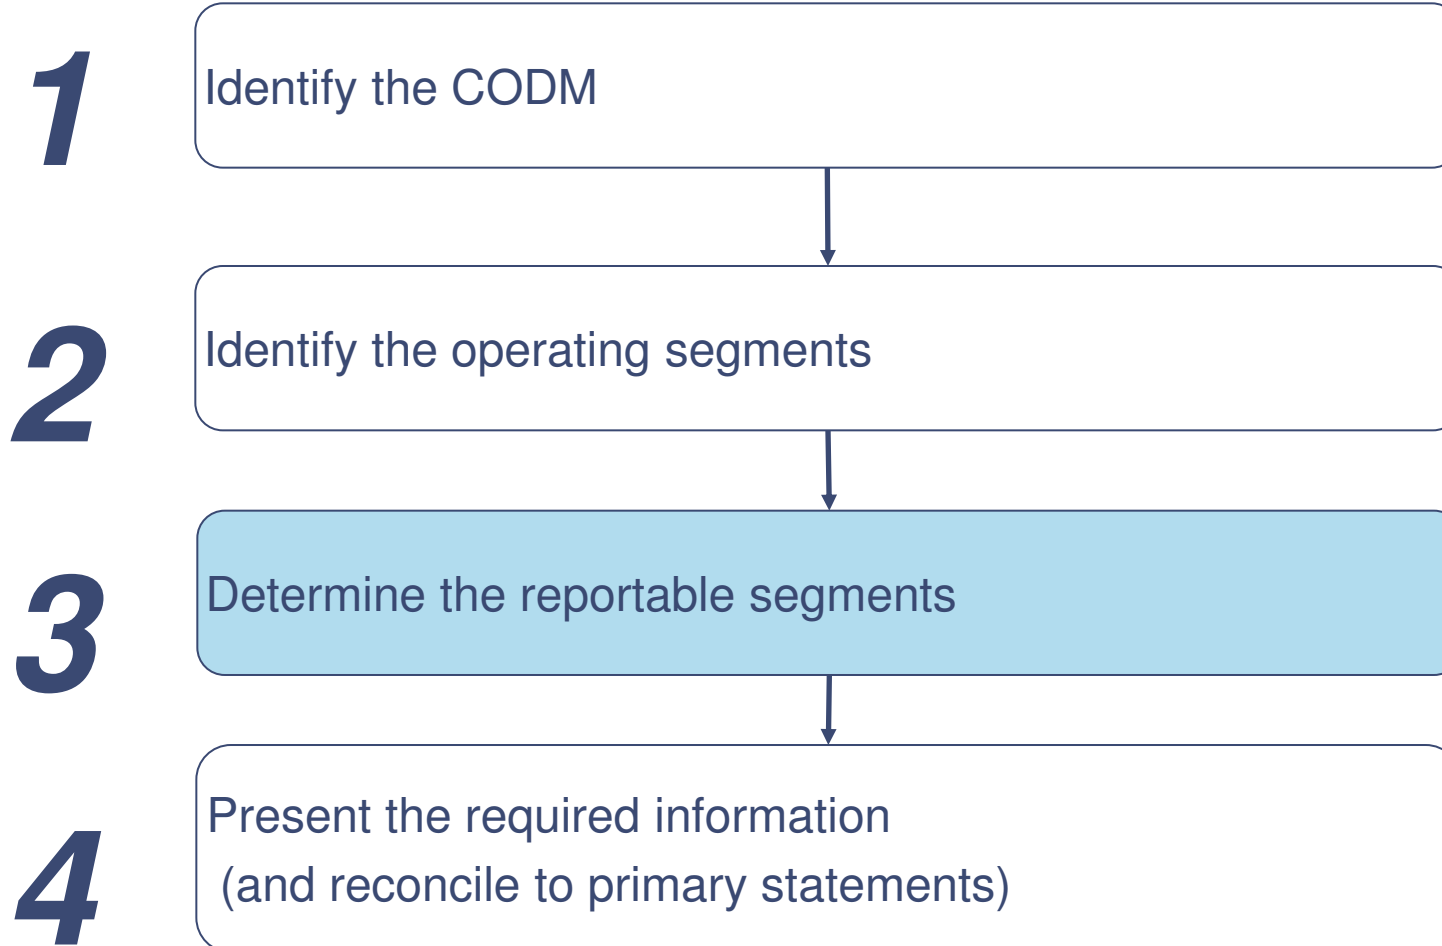 1
Identify the CODM
2
Identify the operating segments
3
Determine the reportable segments
4
Present the required information
(and reconcile to primary statements)